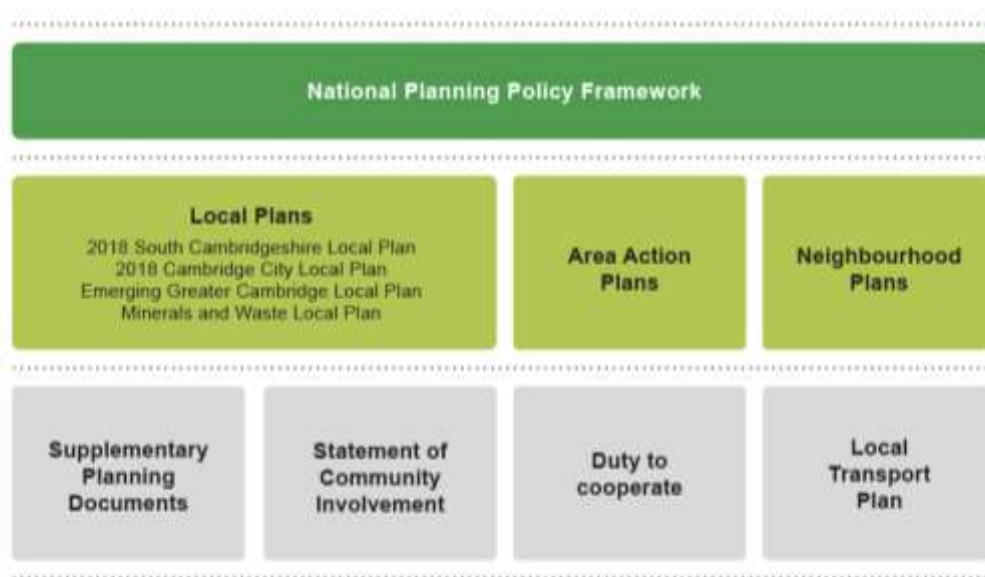 National Planning Policy Framework
Local Plans
2018 South Cambridgeshire Local Plan
2018 Cambridge City Local Plan
Emerging Greater Cambridge Local Plan
Minerals and Waste Local Plan
Area Action
Plans
Neighbourhood
Plans
Supplementary
Planning
Documents
Statement of
Community
Involvement
Duty to
cooperate
Local
Transport
Plan